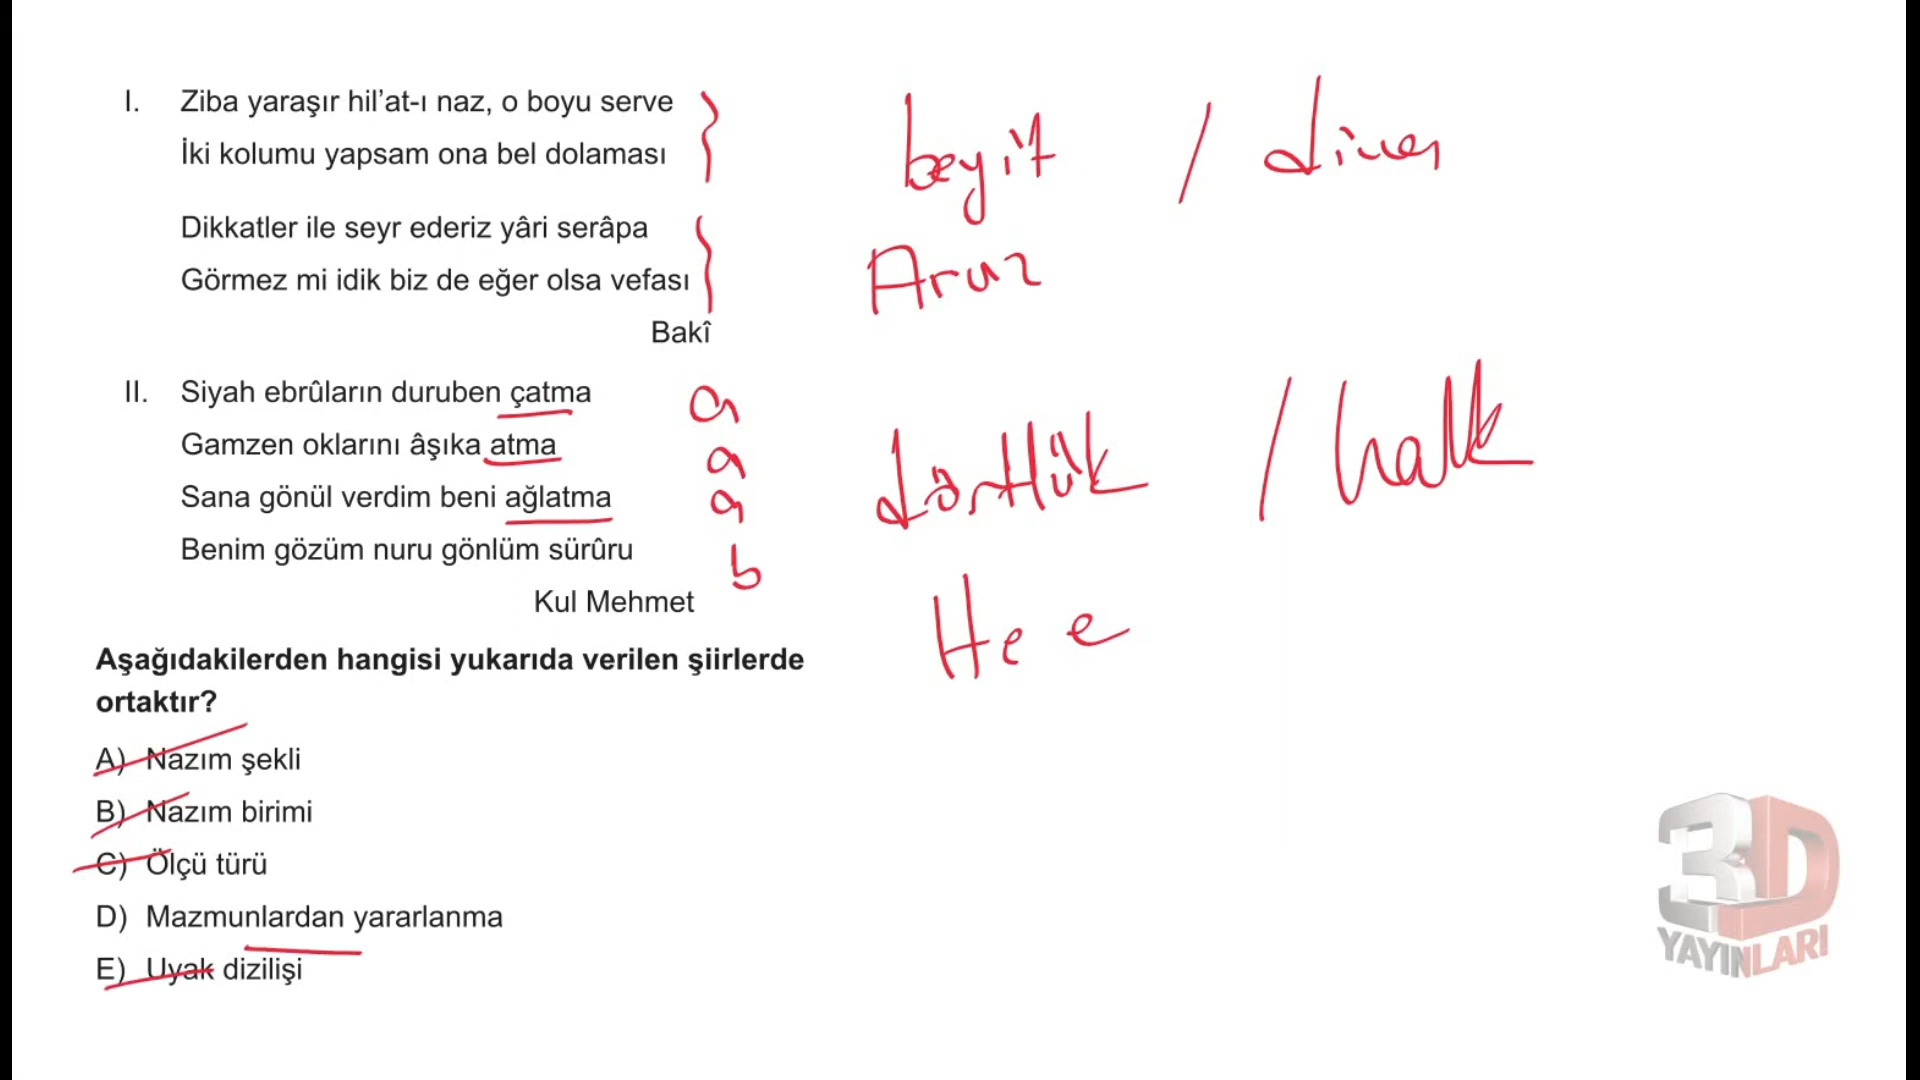 I. Ziba yaraşır hil’at-ı naz, o boyu serve
İki kolumu yapsam ona bel dolaması
Dikkatler ile seyr ederiz yâri serâpa
Görmez mi idik biz de eğer olsa vefası
Bakî
beyit / divan
Aruz
II. Siyah ebrûların duruben çatma a
Gamzen oklarını âşıka atma a
Sana gönül verdim beni ağlatma a
Benim gözüm nuru gönlüm sürûru b
Kul Mehmet
dörtlük / halk
Hece
Aşağıdakilerden hangisi yukarıda verilen şiirlerde
ortaktır?
A) Nazım şekli
B) Nazım birimi
C) Ölçü türü
D) Mazmunlardan yararlanma
E) Uyak dizilişi
3D
YAYINLARI